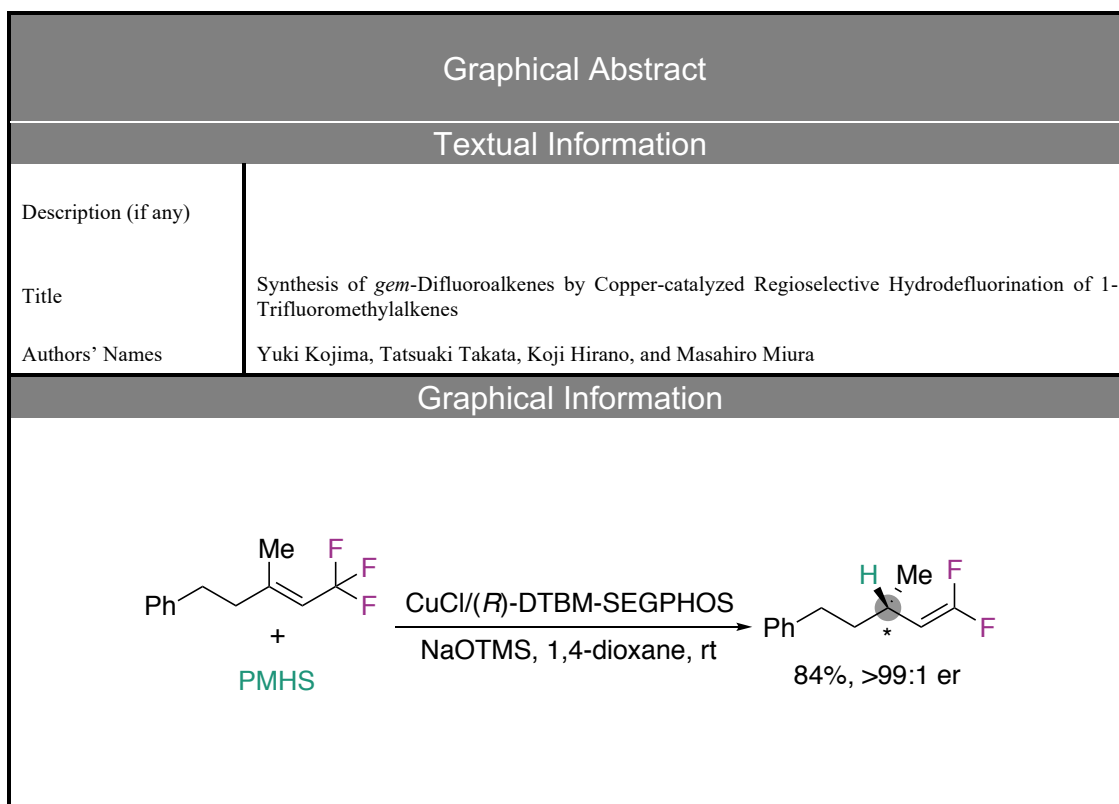 Graphical Abstract
Textual Information
Description (if any)
Title
Synthesis of gem-Difluoroalkenes by Copper-catalyzed Regioselective Hydrodefluorination of 1-
Trifluoromethylalkenes
Authors' Names
Yuki Kojima, Tatsuaki Takata, Koji Hirano, and Masahiro Miura
Graphical Information
Me
F
F
F
Ph
+
PMHS
CuCl/(R)-DTBM-SEGPHOS
NaOTMS, 1,4-dioxane, rt
H
Me
F
F
Ph
*
84%, >99:1 er